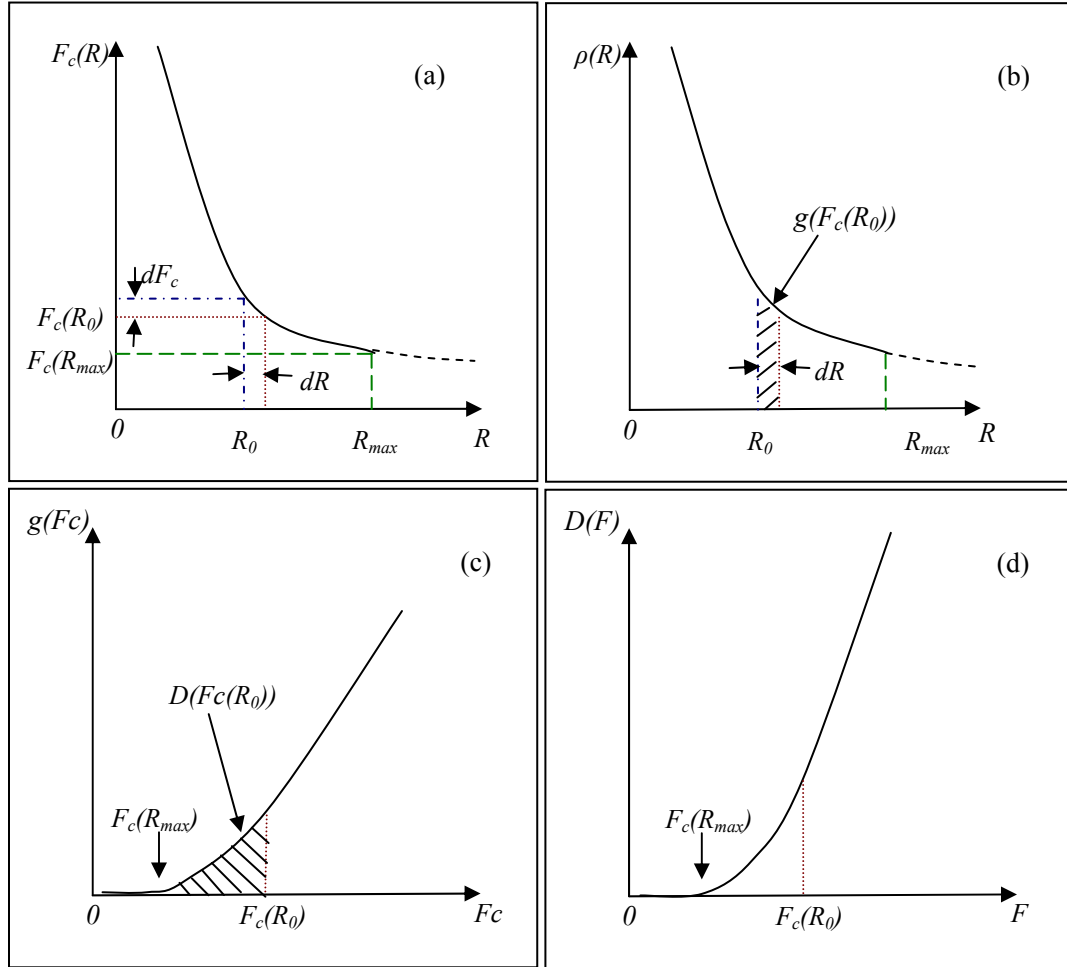 F_c(R)
(a)
dF_c
F_c(R_0)
F_c(R_max)
dR
0
R_0
R_max
R
ρ(R)
(b)
g(F_c(R_0))
dR
0
R_0
R_max
R
g(Fc)
(c)
D(Fc(R_0))
F_c(R_max)
0
F_c(R_0)
Fc
D(F)
(d)
F_c(R_max)
0
F_c(R_0)
F